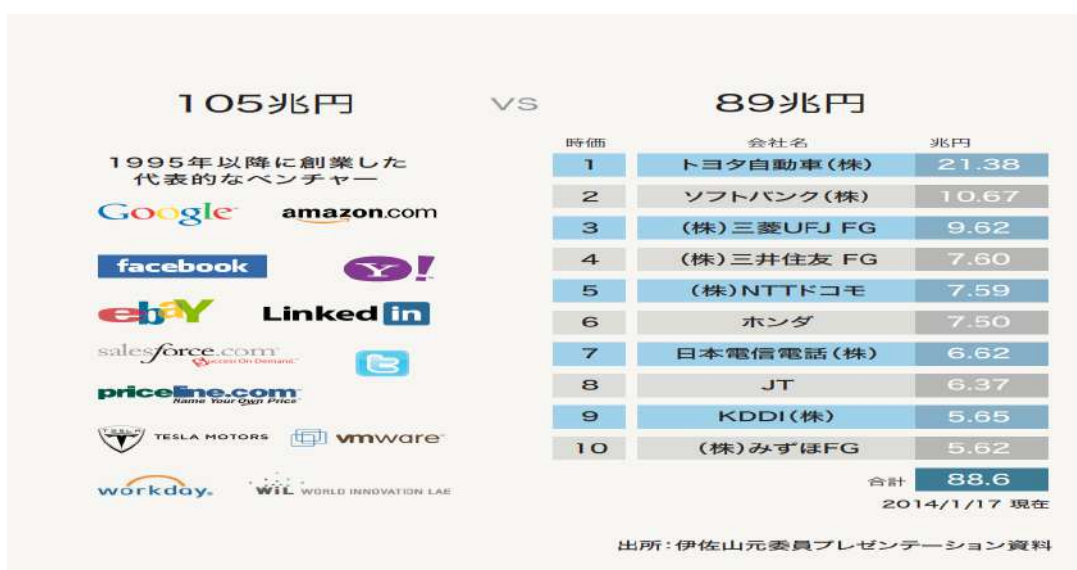 105兆円 vs 89兆円
1995年以降に創業した
代表的なベンチャー
Google amazon.com
facebook Y!
ebaY Linked in
salesforce.com
Success On Demand.
priceline.com
Name Your Own Price
TESLA MOTORS vmware
workday. WiL WORLD INNOVATION LAB
時価 会社名 兆円
1 トヨタ自動車(株) 21.38
2 ソフトバンク(株) 10.67
3 (株)三菱UFJ FG 9.62
4 (株)三井住友 FG 7.60
5 (株)NTTドコモ 7.59
6 ホンダ 7.50
7 日本電信電話(株) 6.62
8 JT 6.37
9 KDDI(株) 5.65
10 (株)みずほFG 5.62
合計 88.6
2014/1/17 現在
出所:伊佐山元委員プレゼンテーション資料